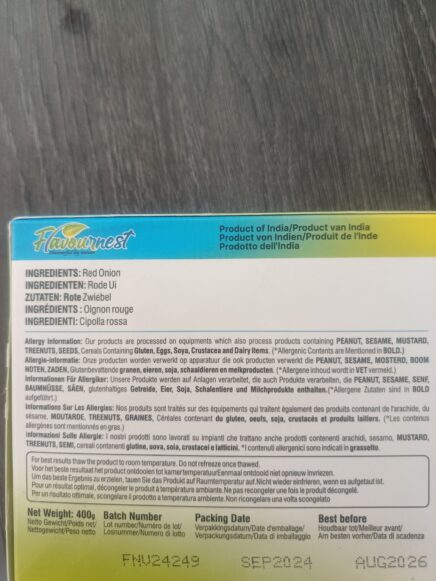 Flavournest
Product of India/Product van India
Product von Indien/Produit de l'Inde
Prodotto dell'India
INGREDIENTS: Red Onion
INGREDIENTEN: Rode Ui
ZUTATEN: Rote Zwiebel
INGRÉDIENTS : Oignon rouge
INGREDIENTI: Cipolla rossa
Allergy Information: Our products are processed on equipments which also process products containing PEANUT, SESAME, MUSTARD,
TREENUTS, SEEDS, Cereals Containing Gluten, Eggs, Soya, Crustacea and Dairy Items. (*Allergenic Contents are Mentioned in BOLD.)
Allergie-informatie: Onze producten worden verwerkt op apparatuur die ook producten verwerkt die PEANUT, SESAME, MOSTERD, BOOM
NOTEN, ZADEN, Glutenbevattende granen, eieren, soja, schaaldieren en melkproducten. (*Allergene inhoud wordt in VET vermeld.)
Informationen Für Allergiker: Unsere Produkte werden auf Anlagen verarbeitet, die auch Produkte verarbeiten, die PEANUT, SESAME, SENF,
BAUMNÜSSE, SÄEN, glutenhaltiges Getreide, Eier, Soja, Schalentiere und Milchprodukte enthalten.(*Allergene Zutaten sind in BOLD
aufgeführt.)
Informations Sur Les Allergies: Nos produits sont traités sur des équipements qui traitent également des produits contenant de l'arachide, du
sésame, MOUTARDE, TREENUTS, GRAINES, Céréales contenant du gluten, oeufs, soja, crustacés et produits laitiers. (*Les contenus
allergènes sont mentionnés en gras.)
Informazioni Sulle Allergie: I nostri prodotti sono lavorati su impianti che trattano anche prodotti contenenti arachidi, sesamo, MUSTARD,
TREENUTS, SEMI, cereali contenenti glutine, uova, soia, crostacei e latticini. *I contenuti allergenici sono indicati in grassetto.
For best results thaw the product to room temperature. Do not refreeze once thawed.
Voor het beste resultaat het product ontdooien tot kamertemperatuur/Eenmaal ontdooid niet opnieuw invriezen.
Um das beste Ergebnis zu erzielen, tauen Sie das Produkt auf Raumtemperatur auf.Nicht wieder einfrieren, wenn es aufgetaut ist.
Pour un résultat optimal, décongeler le produit à température ambiante.Ne pas recongeler une fois le produit décongelé.
Per un risultato ottimale, scongelare il prodotto a temperatura ambiente. Non ricongelare una volta scongelato
Net Weight: 400g
Netto Gewicht/Poids net/
Nettogewicht/Peso netto
Batch Number
Lot number/Numéro de lot/
Losnummer/Numero di lotto
Packing Date
Verpakkingsdatum/Date d'emballage/
Verpackungsdatum/Data di imballaggio
Best before
Houdbaar tot/Meilleur avant/
Am besten vorher/Data di scadenza
FNU24249 SEP2024 AUG2026